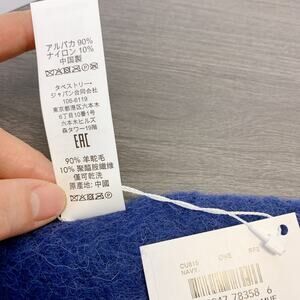 アルパカ 90%
ナイロン 10%
中国製
タペストリー・
ジャパン合同会社
106-6119
東京都港区六本木
6丁目10番1号
六本木ヒルズ
森タワー19階
EAC
90% 羊駝毛
10% 聚醯胺纖維
僅可乾洗
原產地: 中國
CU815
NAVY
78358 6